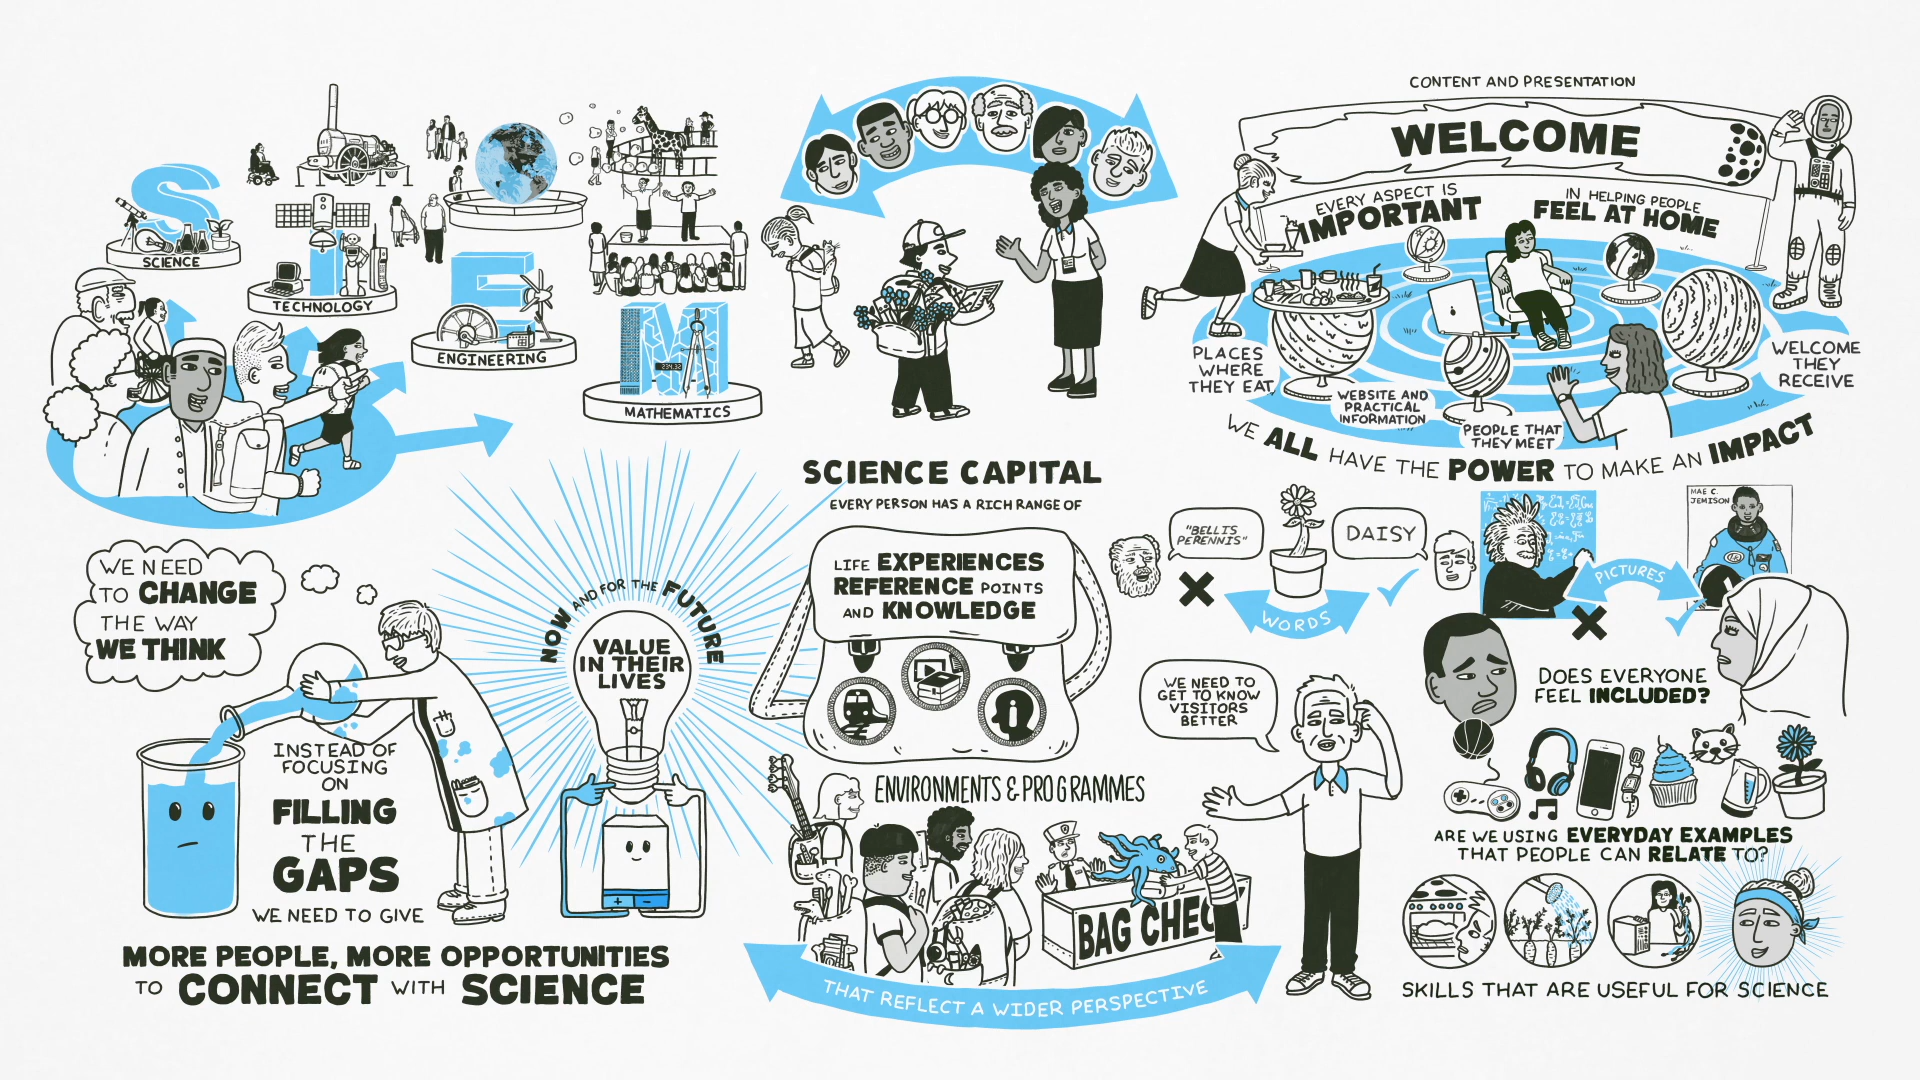 SCIENCE
TECHNOLOGY
ENGINEERING
MATHEMATICS
S
E
M
234.32
CONTENT AND PRESENTATION
WELCOME
EVERY ASPECT IS
IMPORTANT
IN HELPING PEOPLE
FEEL AT HOME
PLACES
WHERE
THEY EAT
WEBSITE AND
PRACTICAL
INFORMATION
PEOPLE THAT
THEY MEET
WELCOME
THEY
RECEIVE
WE ALL HAVE THE POWER TO MAKE AN IMPACT
WE NEED
TO CHANGE
THE WAY
WE THINK
INSTEAD OF
FOCUSING
ON
FILLING
THE
GAPS
WE NEED TO GIVE
MORE PEOPLE, MORE OPPORTUNITIES
TO CONNECT WITH SCIENCE
NOW AND FOR THE FUTURE
VALUE
IN THEIR
LIVES
+ -
SCIENCE CAPITAL
EVERY PERSON HAS A RICH RANGE OF
LIFE EXPERIENCES
REFERENCE POINTS
AND KNOWLEDGE
i
ENVIRONMENTS & PROGRAMMES
BAG CHEC
THAT REFLECT A WIDER PERSPECTIVE
"BELLIS
PERENNIS"
DAISY
WORDS
PICTURES
MAE C.
JEMISON
WE NEED TO
GET TO KNOW
VISITORS
BETTER
DOES EVERYONE
FEEL INCLUDED?
ARE WE USING EVERYDAY EXAMPLES
THAT PEOPLE CAN RELATE TO?
SKILLS THAT ARE USEFUL FOR SCIENCE